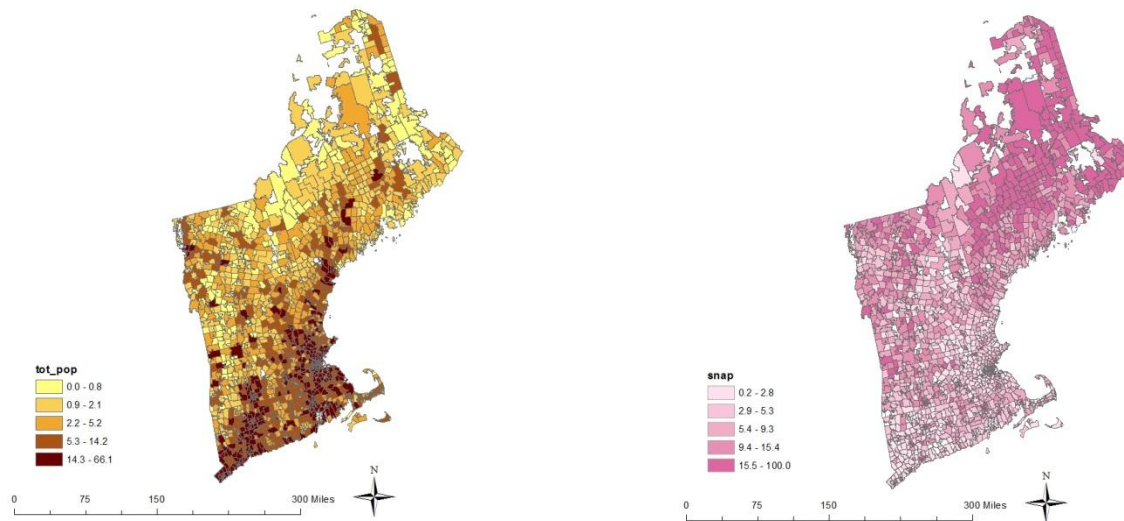 tot_pop
0.0 - 0.8
0.9 - 2.1
2.2 - 5.2
5.3 - 14.2
14.3 - 66.1
N
0 75 150 300 Miles
snap
0.2 - 2.8
2.9 - 5.3
5.4 - 9.3
9.4 - 15.4
15.5 - 100.0
N
0 75 150 300 Miles